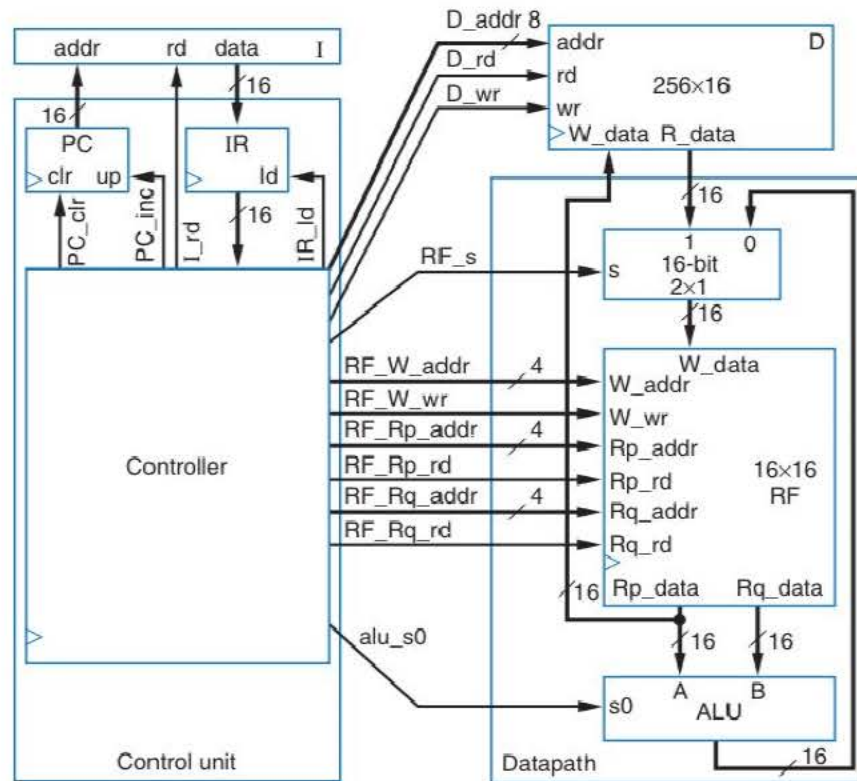 addr rd data I
16
16
PC
clr up
IR
ld
16
PC_clr
PC_inc
I_rd
IR_ld
Controller
Control unit
D_addr 8
D_rd
D_wr
RF_s
RF_W_addr 4
RF_W_wr
RF_Rp_addr 4
RF_Rp_rd
RF_Rq_addr 4
RF_Rq_rd
alu_s0
addr D
rd
256×16
wr
W_data R_data
16
1 0
s 16-bit
2×1
16
W_data
W_addr
W_wr
Rp_addr
Rp_rd
16×16
RF
Rq_addr
Rq_rd
Rp_data Rq_data
16
16
16
A B
s0 ALU
16
Datapath